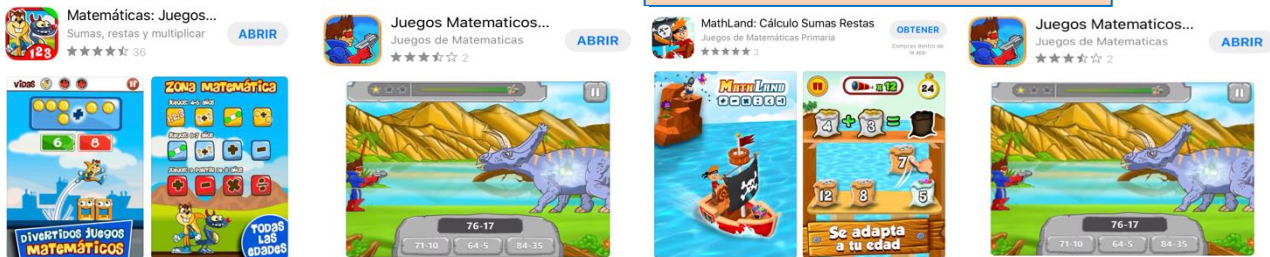 Matemáticas: Juegos...
Sumas, restas y multiplicar
36
ABRIR
VIDAS
6 8
DIVERTIDOS JUEGOS
MATEMÁTICOS
ZONA MATEMÁTICA
TODAS
LAS
EDADES
Juegos Matematicos...
Juegos de Matematicas
2
ABRIR
76-17
71-10 64-5 84-35
MathLand: Cálculo Sumas Restas
Juegos de Matemáticas Primaria
3
OBTENER
Compras dentro de
la app
MATHLAND
x 12 24
4 + 3 =
7
12 8 5
Se adapta
a tu edad
Juegos Matematicos...
Juegos de Matematicas
2
ABRIR
76-17
71-10 64-5 84-35